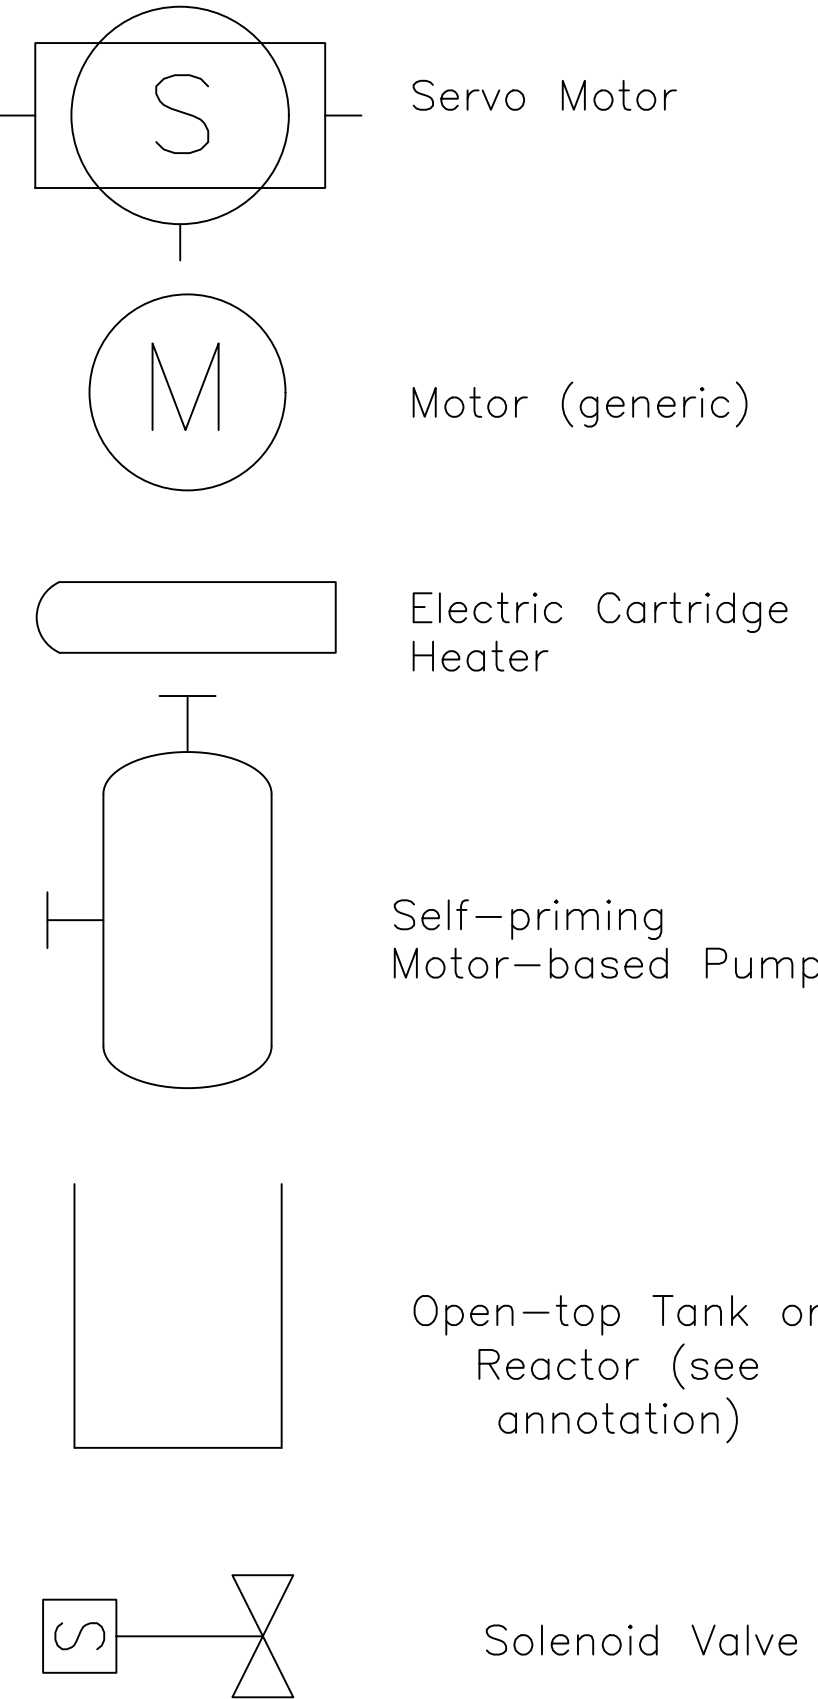 S
Servo Motor
M
Motor (generic)
Electric Cartridge
Heater
Self-priming
Motor-based Pump
Open-top Tank or
Reactor (see
annotation)
S
Solenoid Valve